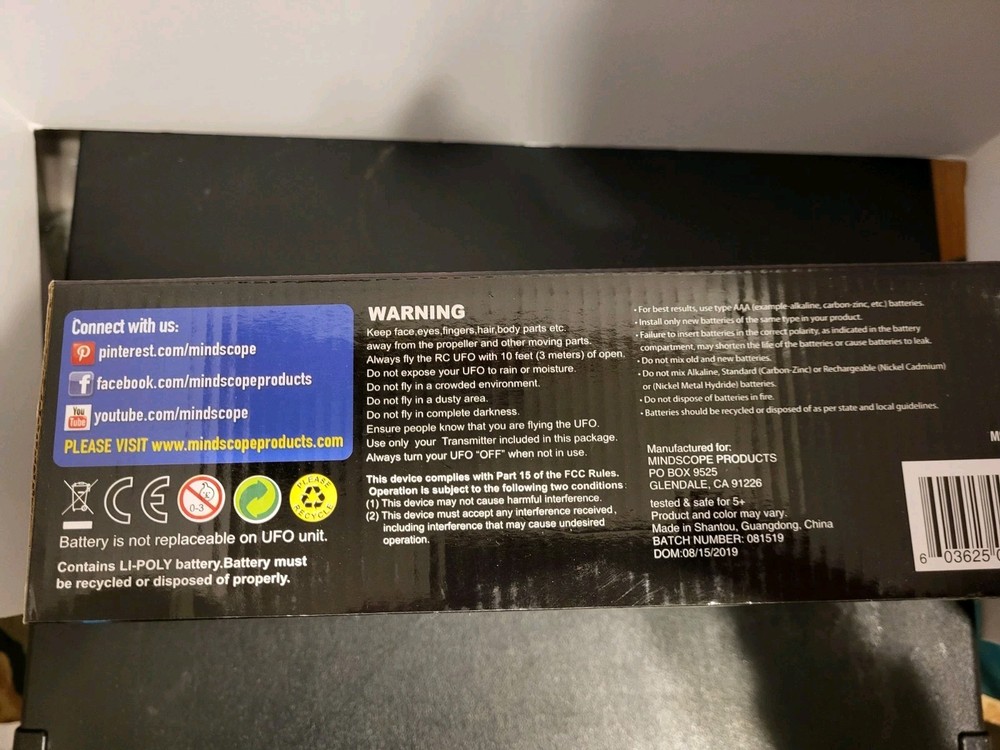 Connect with us:
pinterest.com/mindscope
facebook.com/mindscopeproducts
You
Tube
youtube.com/mindscope
PLEASE VISIT www.mindscopeproducts.com
CE
0-3
PLEASE
RECYCLE
Battery is not replaceable on UFO unit.
Contains LI-POLY battery.Battery must
be recycled or disposed of properly.
WARNING
Keep face,eyes,fingers,hair,body parts etc.
away from the propeller and other moving parts.
Always fly the RC UFO with 10 feet (3 meters) of open.
Do not expose your UFO to rain or moisture.
Do not fly in a crowded environment.
Do not fly in a dusty area.
Do not fly in complete darkness.
Ensure people know that you are flying the UFO.
Use only your Transmitter included in this package.
Always turn your UFO "OFF" when not in use.
This device complies with Part 15 of the FCC Rules.
Operation is subject to the following two conditions:
(1) This device may not cause harmful interference.
(2) This device must accept any interference received,
including interference that may cause undesired
operation.
• For best results, use type AAA (example-alkaline, carbon-zinc, etc.) batteries.
• Install only new batteries of the same type in your product.
• Failure to insert batteries in the correct polarity, as indicated in the battery
compartment, may shorten the life of the batteries or cause batteries to leak.
• Do not mix old and new batteries.
• Do not mix Alkaline, Standard (Carbon-Zinc) or Rechargeable (Nickel Cadmium)
or (Nickel Metal Hydride) batteries.
• Do not dispose of batteries in fire.
• Batteries should be recycled or disposed of as per state and local guidelines.
Manufactured for:
MINDSCOPE PRODUCTS
PO BOX 9525
GLENDALE, CA 91226
tested & safe for 5+
Product and color may vary.
Made in Shantou, Guangdong, China
BATCH NUMBER: 081519
DOM:08/15/2019
6 03625